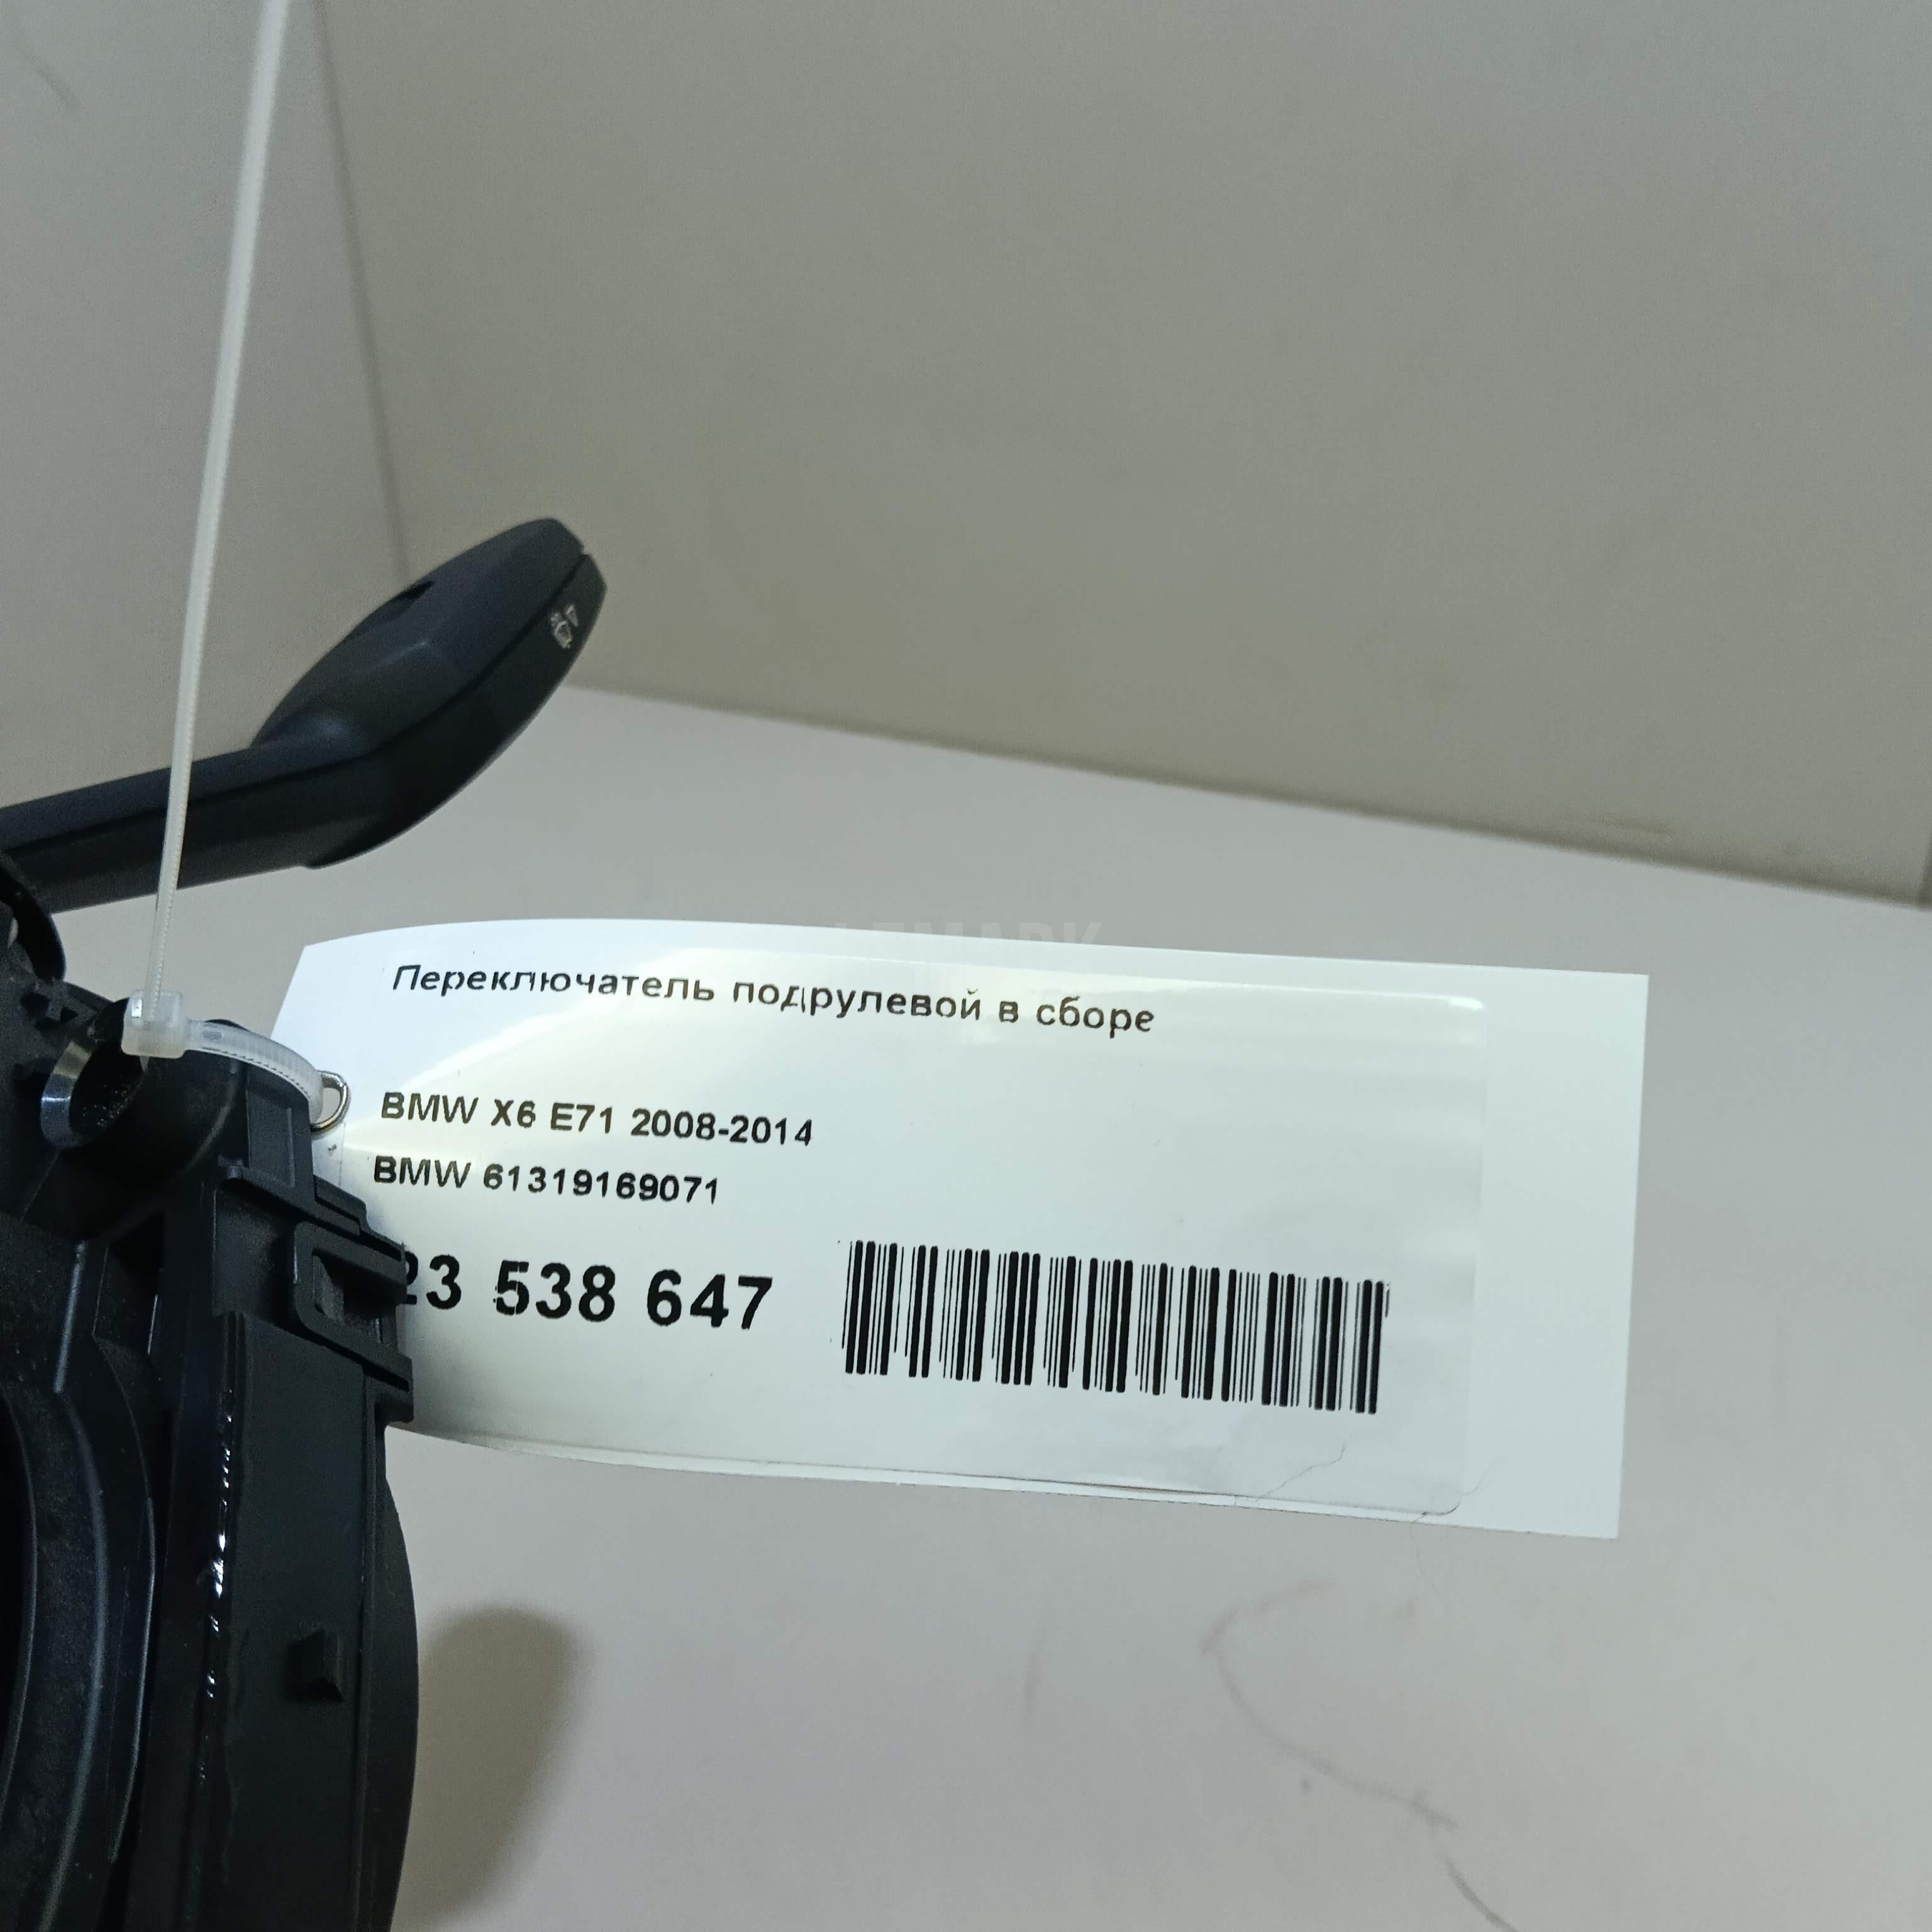 Переключатель подрулевой в сборе
BMW X6 E71 2008-2014
BMW 61319169071
23 538 647